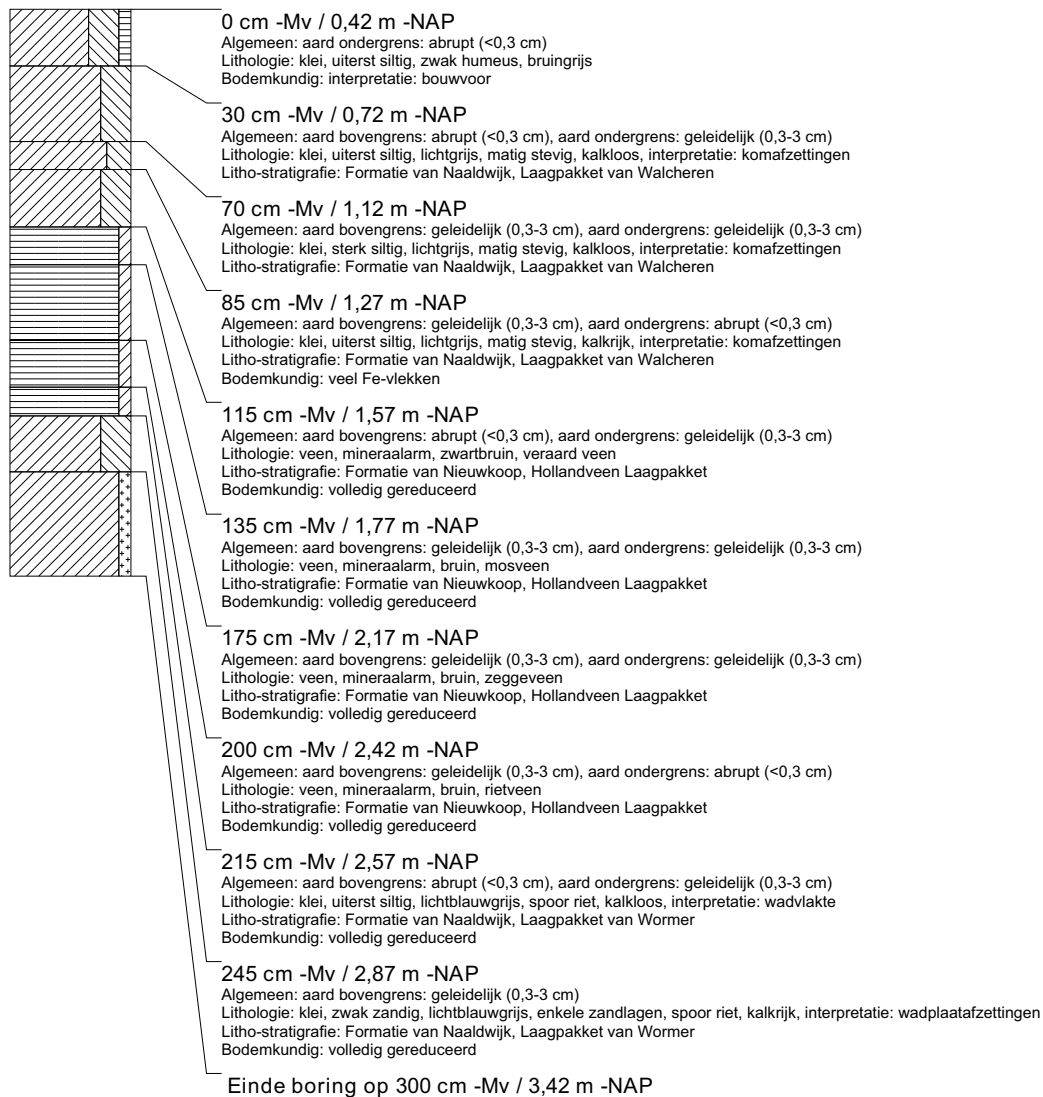 0 cm -Mv / 0,42 m -NAP
Algemeen: aard ondergrens: abrupt (<0,3 cm)
Lithologie: klei, uiterst siltig, zwak humeus, bruingrijs
Bodemkundig: interpretatie: bouwvoor
30 cm -Mv / 0,72 m -NAP
Algemeen: aard bovengrens: abrupt (<0,3 cm), aard ondergrens: geleidelijk (0,3-3 cm)
Lithologie: klei, uiterst siltig, lichtgrijs, matig stevig, kalkloos, interpretatie: komafzettingen
Litho-stratigrafie: Formatie van Naaldwijk, Laagpakket van Walcheren
70 cm -Mv / 1,12 m -NAP
Algemeen: aard bovengrens: geleidelijk (0,3-3 cm), aard ondergrens: geleidelijk (0,3-3 cm)
Lithologie: klei, sterk siltig, lichtgrijs, matig stevig, kalkloos, interpretatie: komafzettingen
Litho-stratigrafie: Formatie van Naaldwijk, Laagpakket van Walcheren
85 cm -Mv / 1,27 m -NAP
Algemeen: aard bovengrens: geleidelijk (0,3-3 cm), aard ondergrens: abrupt (<0,3 cm)
Lithologie: klei, uiterst siltig, lichtgrijs, matig stevig, kalkrijk, interpretatie: komafzettingen
Litho-stratigrafie: Formatie van Naaldwijk, Laagpakket van Walcheren
Bodemkundig: veel Fe-vlekken
115 cm -Mv / 1,57 m -NAP
Algemeen: aard bovengrens: abrupt (<0,3 cm), aard ondergrens: geleidelijk (0,3-3 cm)
Lithologie: veen, mineraalarm, zwartbruin, veraard veen
Litho-stratigrafie: Formatie van Nieuwkoop, Hollandveen Laagpakket
Bodemkundig: volledig gereduceerd
135 cm -Mv / 1,77 m -NAP
Algemeen: aard bovengrens: geleidelijk (0,3-3 cm), aard ondergrens: geleidelijk (0,3-3 cm)
Lithologie: veen, mineraalarm, bruin, mosveen
Litho-stratigrafie: Formatie van Nieuwkoop, Hollandveen Laagpakket
Bodemkundig: volledig gereduceerd
175 cm -Mv / 2,17 m -NAP
Algemeen: aard bovengrens: geleidelijk (0,3-3 cm), aard ondergrens: geleidelijk (0,3-3 cm)
Lithologie: veen, mineraalarm, bruin, zeggeveen
Litho-stratigrafie: Formatie van Nieuwkoop, Hollandveen Laagpakket
Bodemkundig: volledig gereduceerd
200 cm -Mv / 2,42 m -NAP
Algemeen: aard bovengrens: geleidelijk (0,3-3 cm), aard ondergrens: abrupt (<0,3 cm)
Lithologie: veen, mineraalarm, bruin, rietveen
Litho-stratigrafie: Formatie van Nieuwkoop, Hollandveen Laagpakket
Bodemkundig: volledig gereduceerd
215 cm -Mv / 2,57 m -NAP
Algemeen: aard bovengrens: abrupt (<0,3 cm), aard ondergrens: geleidelijk (0,3-3 cm)
Lithologie: klei, uiterst siltig, lichtblauwgrijs, spoor riet, kalkloos, interpretatie: wadvlakte
Litho-stratigrafie: Formatie van Naaldwijk, Laagpakket van Wormer
Bodemkundig: volledig gereduceerd
245 cm -Mv / 2,87 m -NAP
Algemeen: aard bovengrens: geleidelijk (0,3-3 cm)
Lithologie: klei, zwak zandig, lichtblauwgrijs, enkele zandlagen, spoor riet, kalkrijk, interpretatie: wadplaatafzettingen
Litho-stratigrafie: Formatie van Naaldwijk, Laagpakket van Wormer
Bodemkundig: volledig gereduceerd
Einde boring op 300 cm -Mv / 3,42 m -NAP